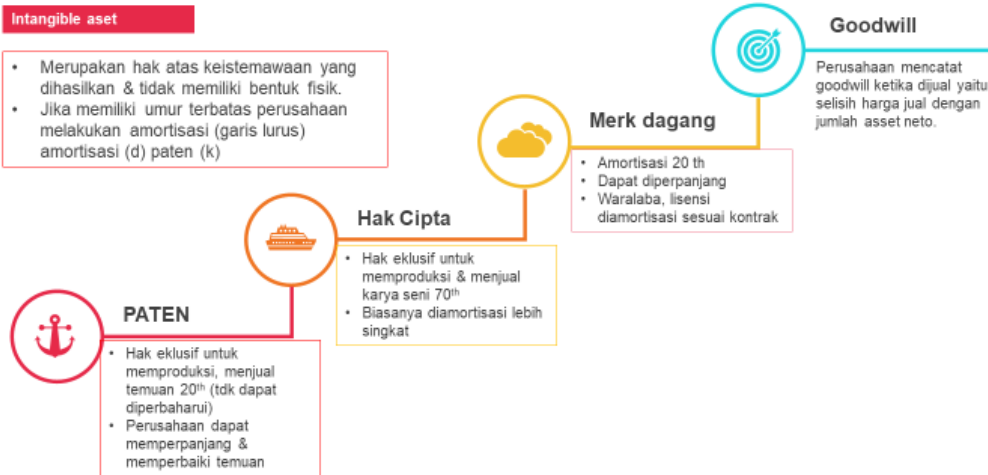 Intangible aset
• Merupakan hak atas keistemawaan yang
dihasilkan & tidak memiliki bentuk fisik.
• Jika memiliki umur terbatas perusahaan
melakukan amortisasi (garis lurus)
amortisasi (d) paten (k)
PATEN
• Hak eklusif untuk
memproduksi, menjual
temuan 20th (tdk dapat
diperbaharui)
• Perusahaan dapat
memperpanjang &
memperbaiki temuan
Hak Cipta
• Hak eklusif untuk
memproduksi & menjual
karya seni 70th
• Biasanya diamortisasi lebih
singkat
Merk dagang
• Amortisasi 20 th
• Dapat diperpanjang
• Waralaba, lisensi
diamortisasi sesuai kontrak
Goodwill
Perusahaan mencatat
goodwill ketika dijual yaitu
selisih harga jual dengan
jumlah asset neto.